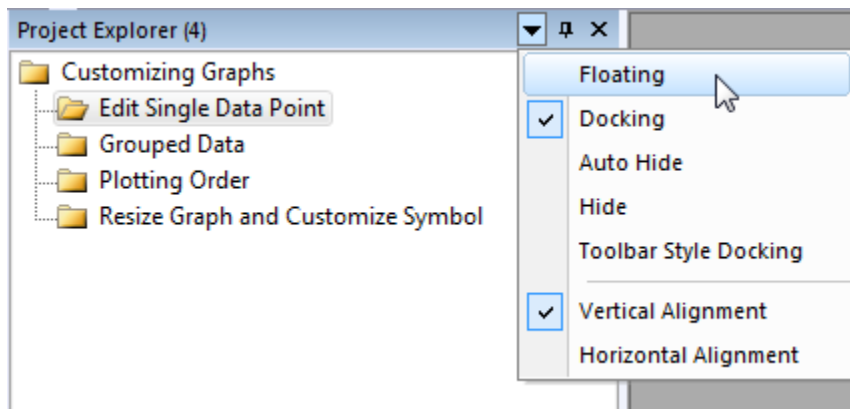 Project Explorer (4)
Customizing Graphs
Edit Single Data Point
Grouped Data
Plotting Order
Resize Graph and Customize Symbol
Floating
Docking
Auto Hide
Hide
Toolbar Style Docking
Vertical Alignment
Horizontal Alignment